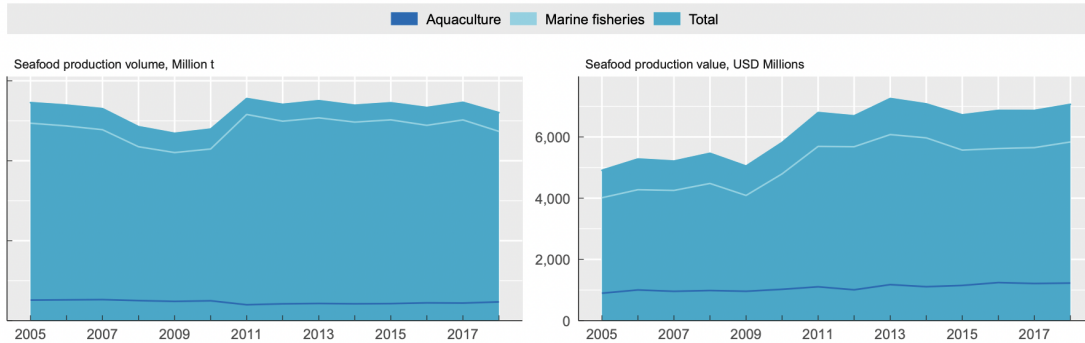 Aquaculture Marine fisheries Total
Seafood production volume, Million t
2005 2007 2009 2011 2013 2015 2017
Seafood production value, USD Millions
6,000
4,000
2,000
0
2005 2007 2009 2011 2013 2015 2017